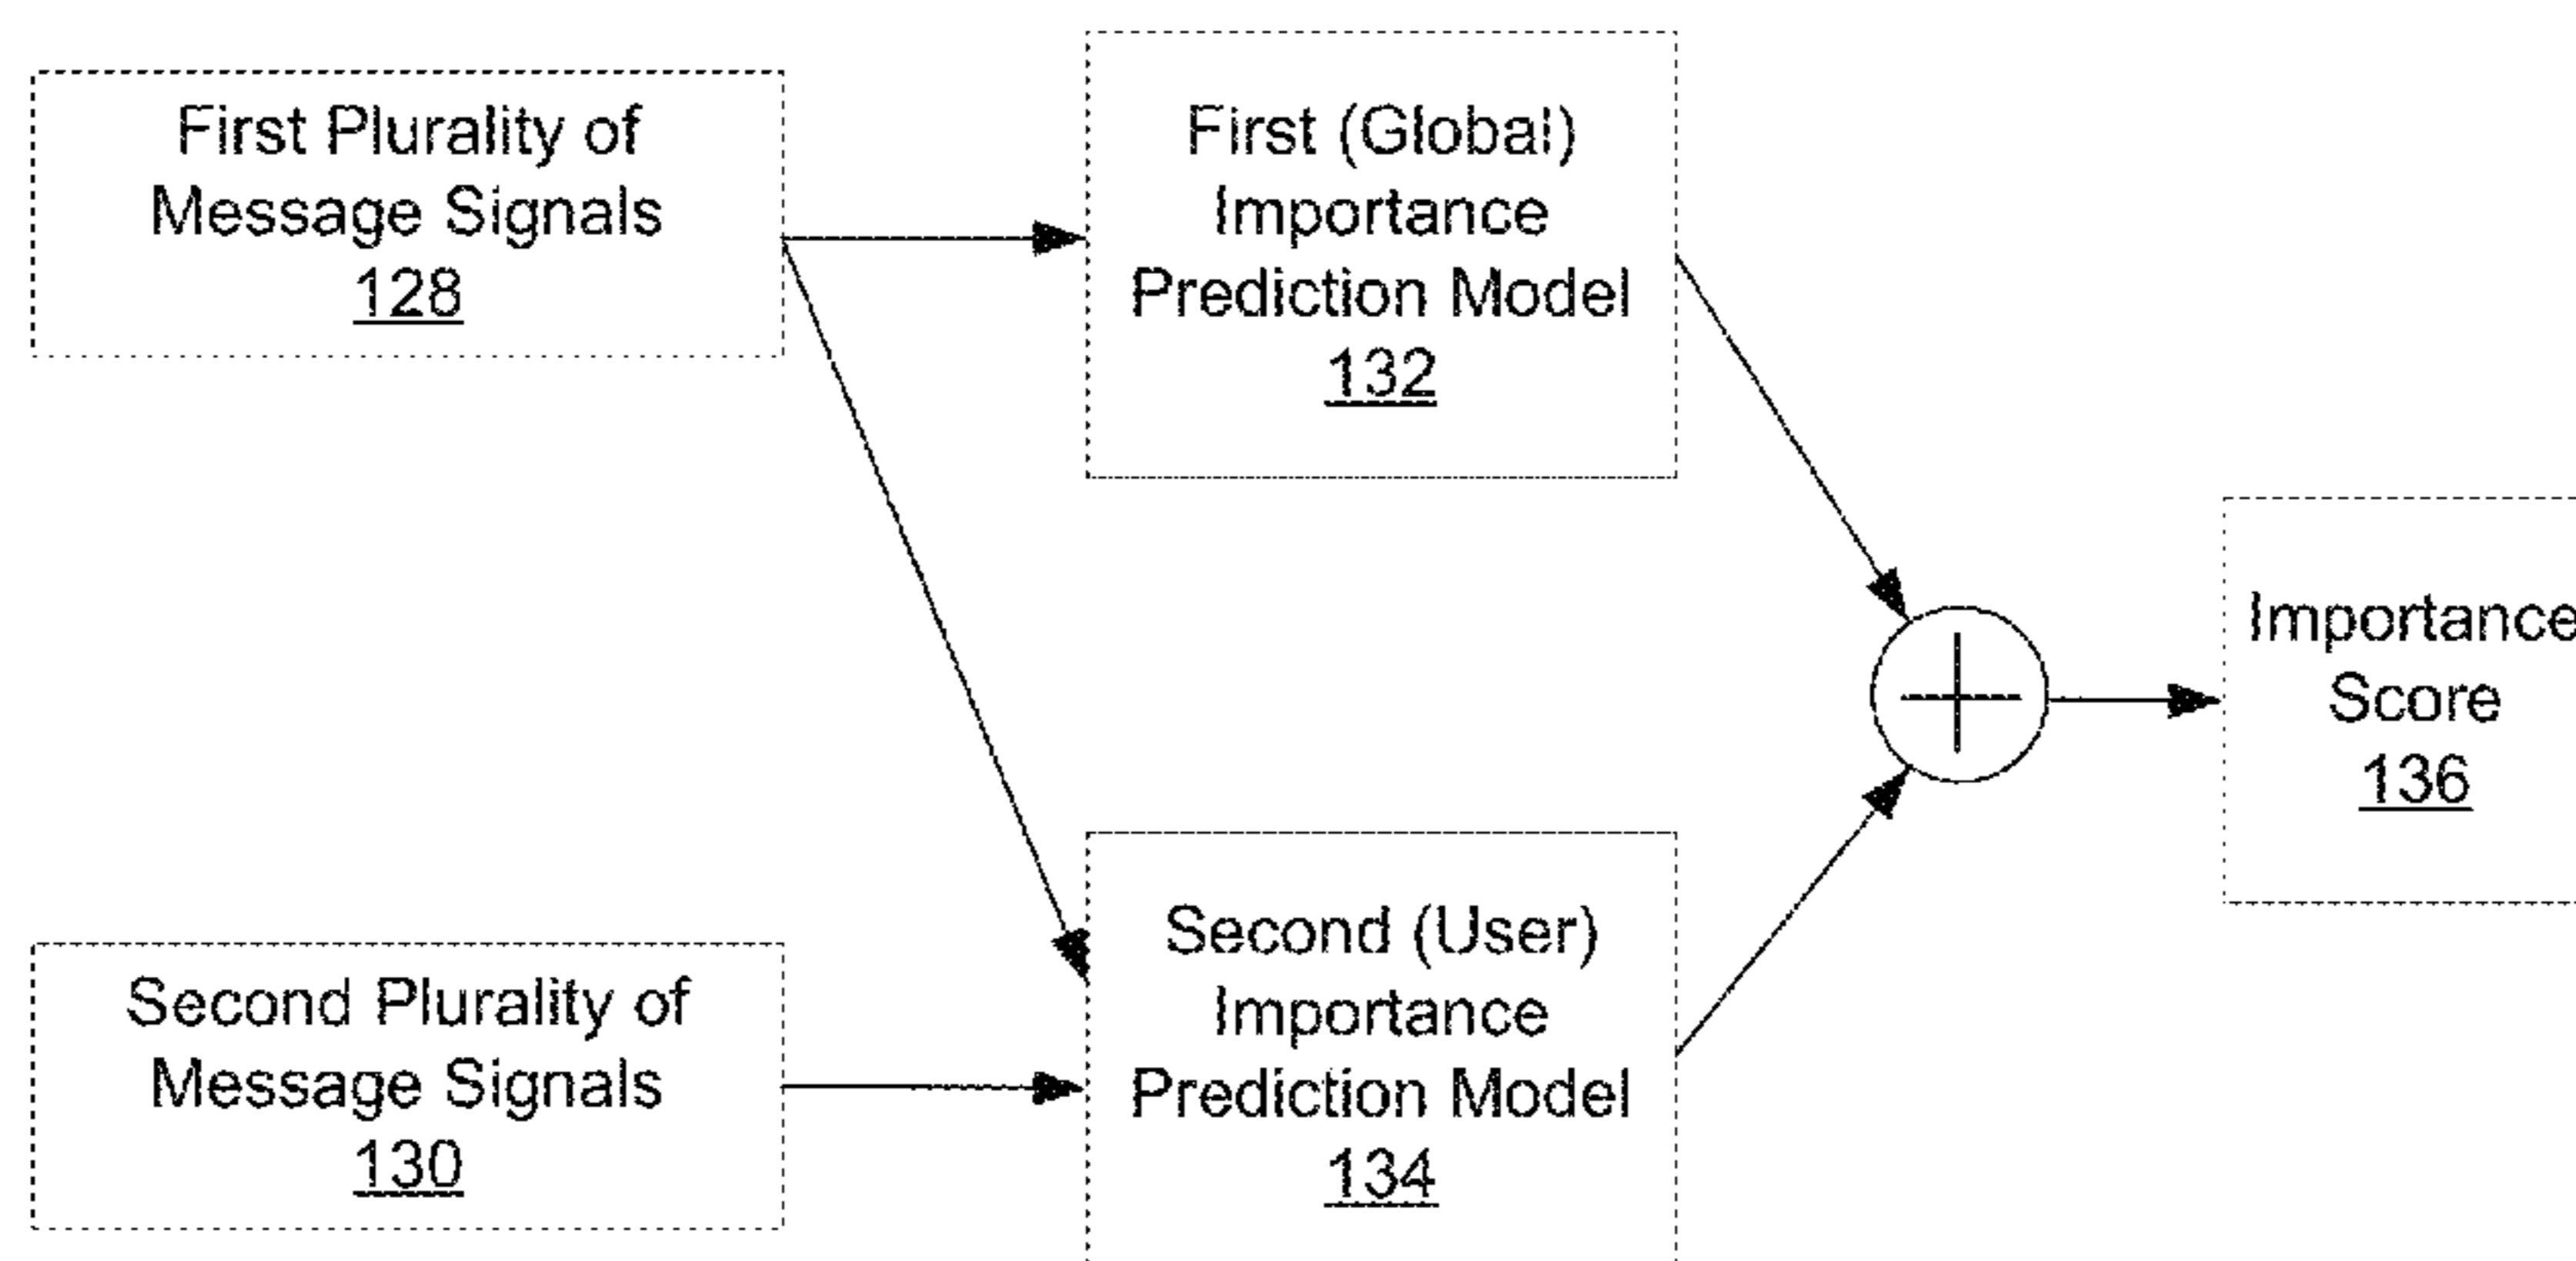 First Plurality of
Message Signals
128
First (Global)
Importance
Prediction Model
132
Second Plurality of
Message Signals
130
Second (User)
Importance
Prediction Model
134
Importance
Score
136